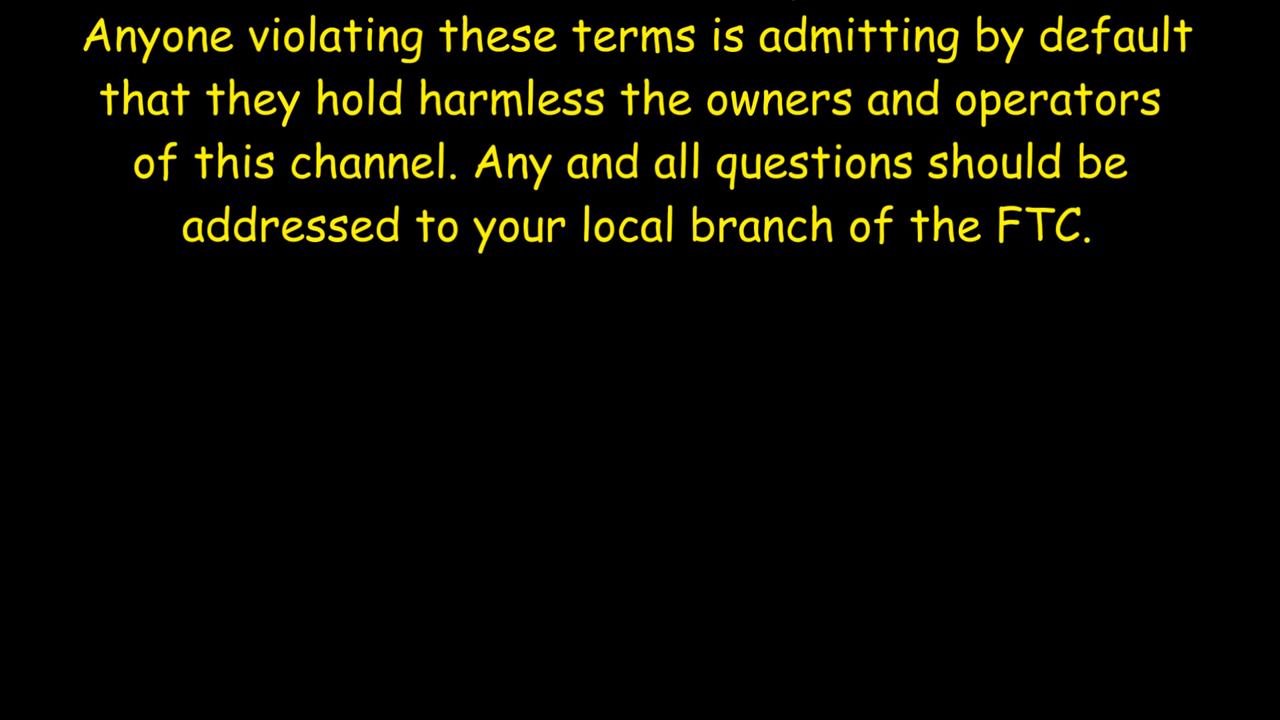 Anyone violating these terms is admitting by default
that they hold harmless the owners and operators
of this channel. Any and all questions should be
addressed to your local branch of the FTC.